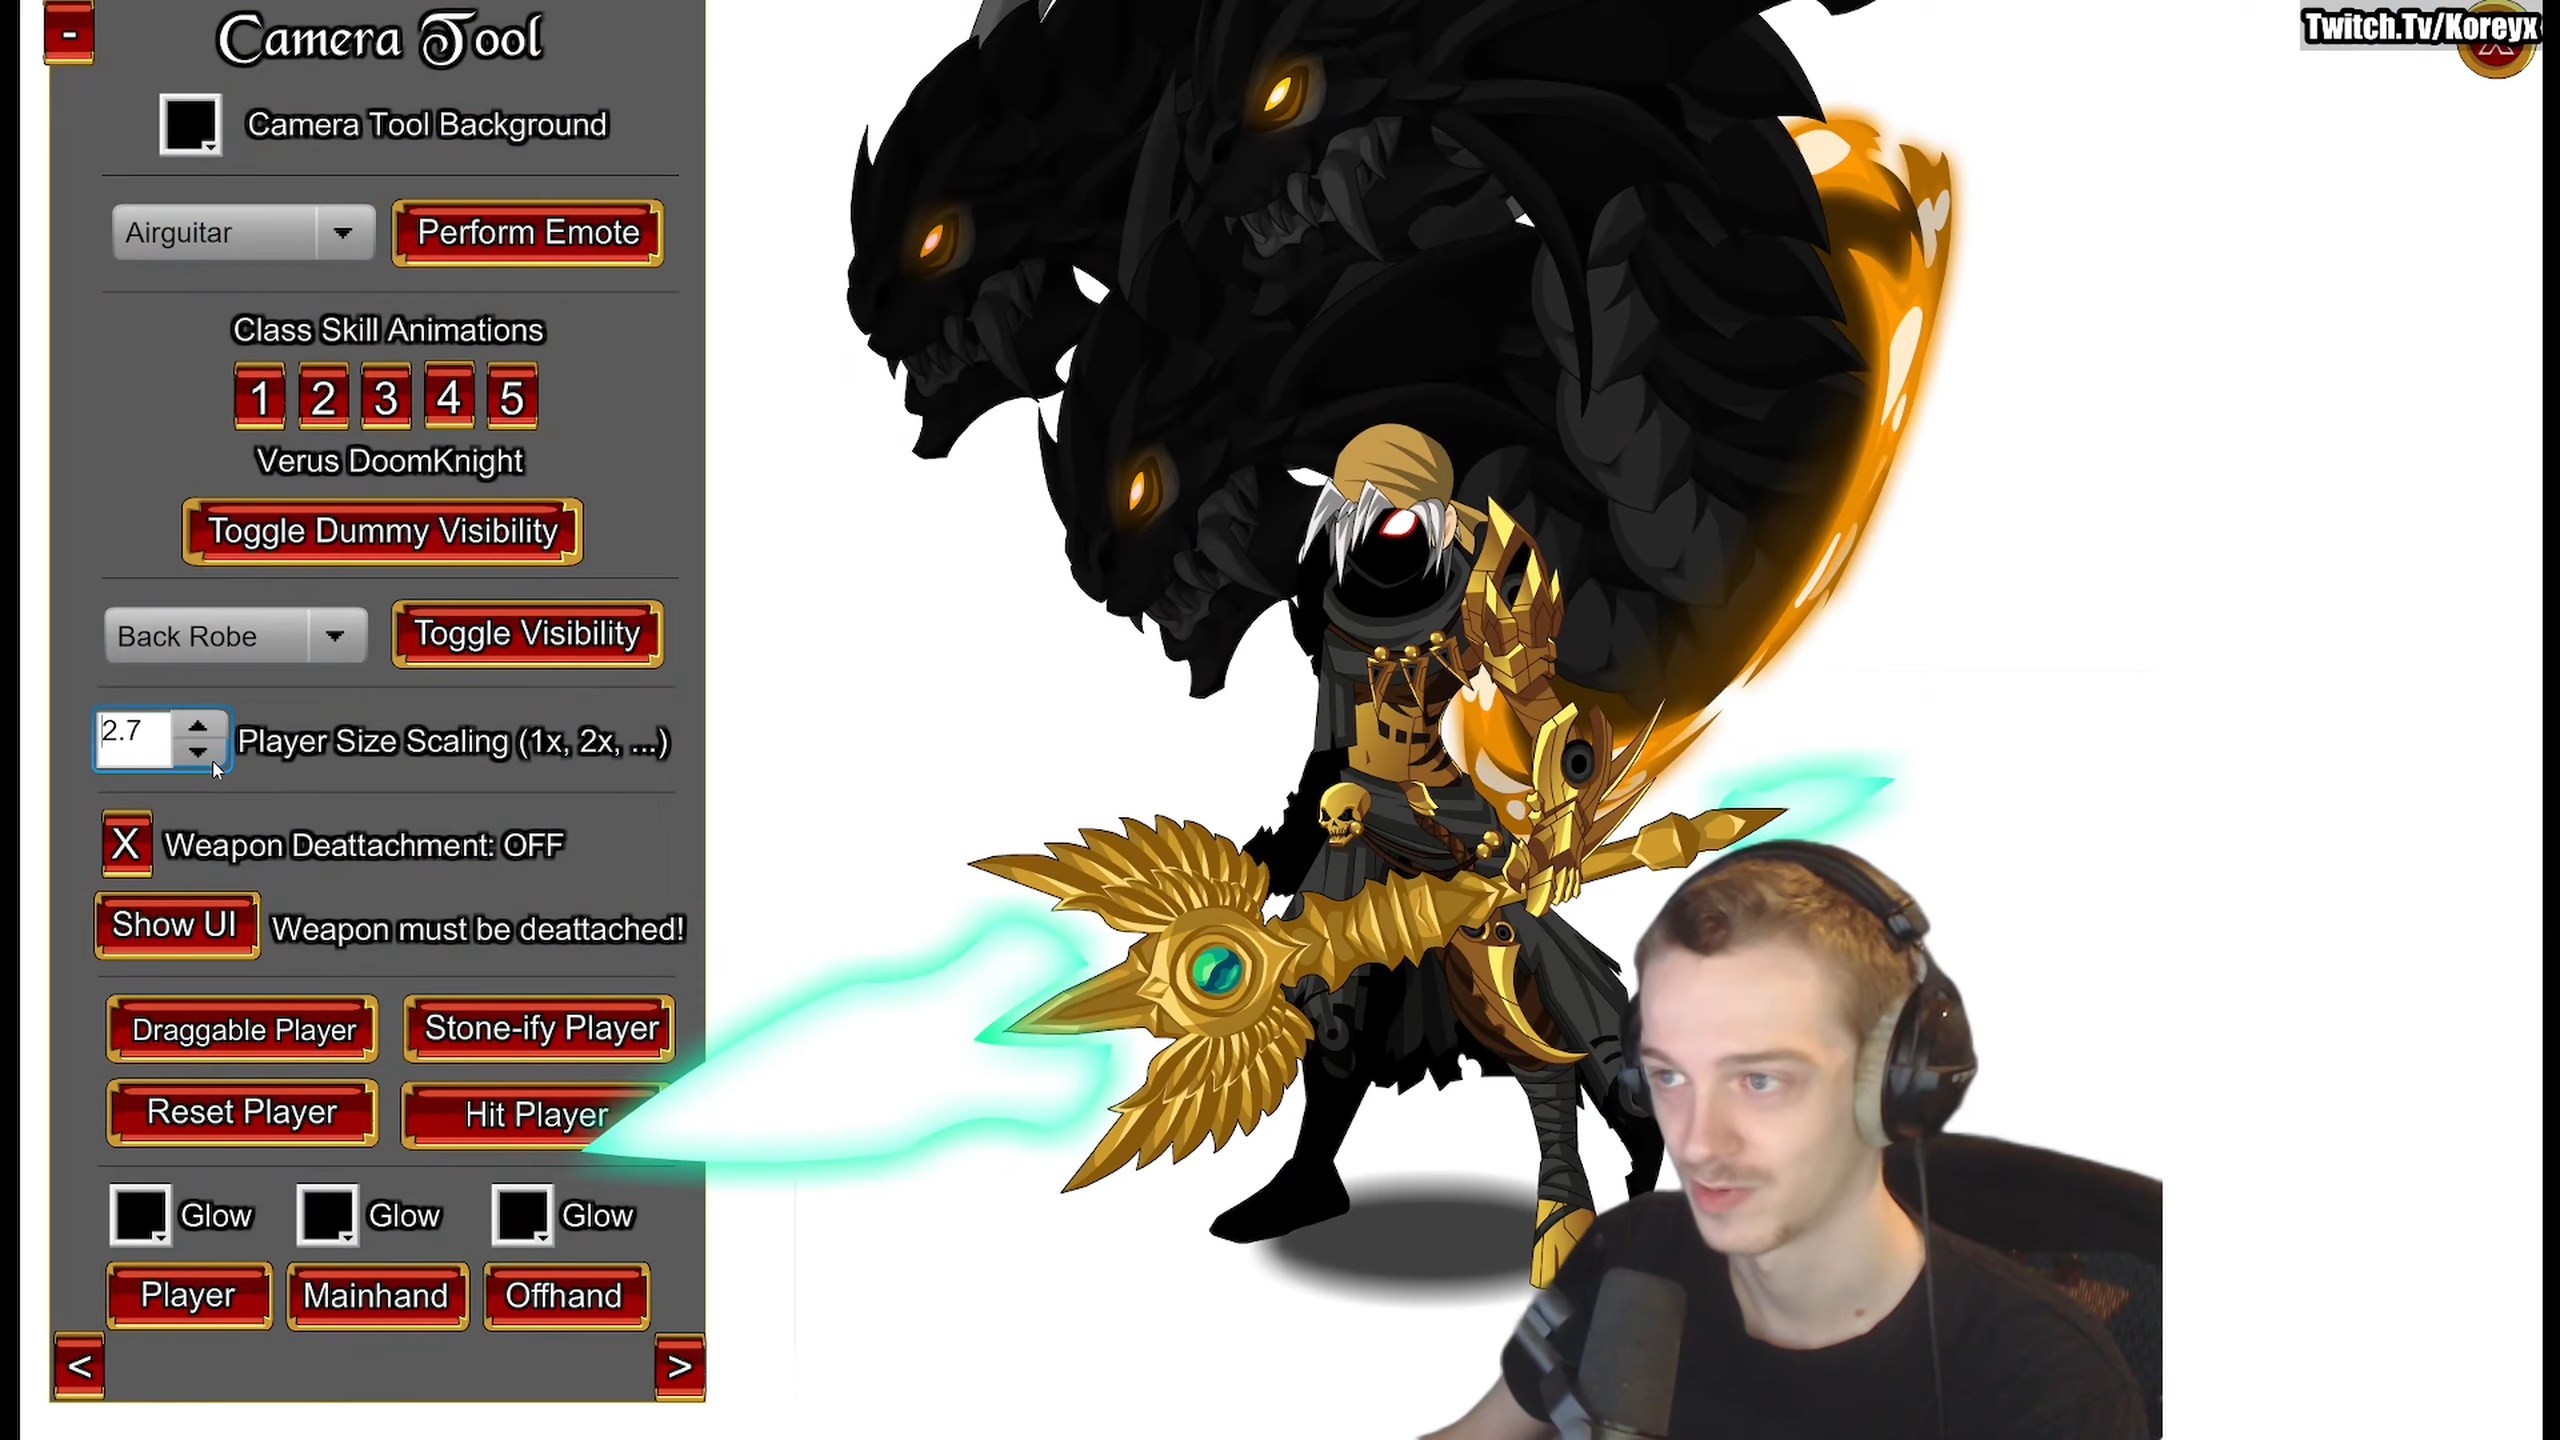 -
Camera Tool
Twitch.Tv/Koreyx
X
Camera Tool Background
Airguitar
Perform Emote
Class Skill Animations
1 2 3 4 5
Verus DoomKnight
Toggle Dummy Visibility
Back Robe
Toggle Visibility
2.7
Player Size Scaling (1x, 2x, ...)
X
Weapon Deattachment: OFF
Show UI
Weapon must be deattached!
Draggable Player
Stone-ify Player
Reset Player
Hit Player
Glow
Glow
Glow
Player
Mainhand
Offhand
<
>